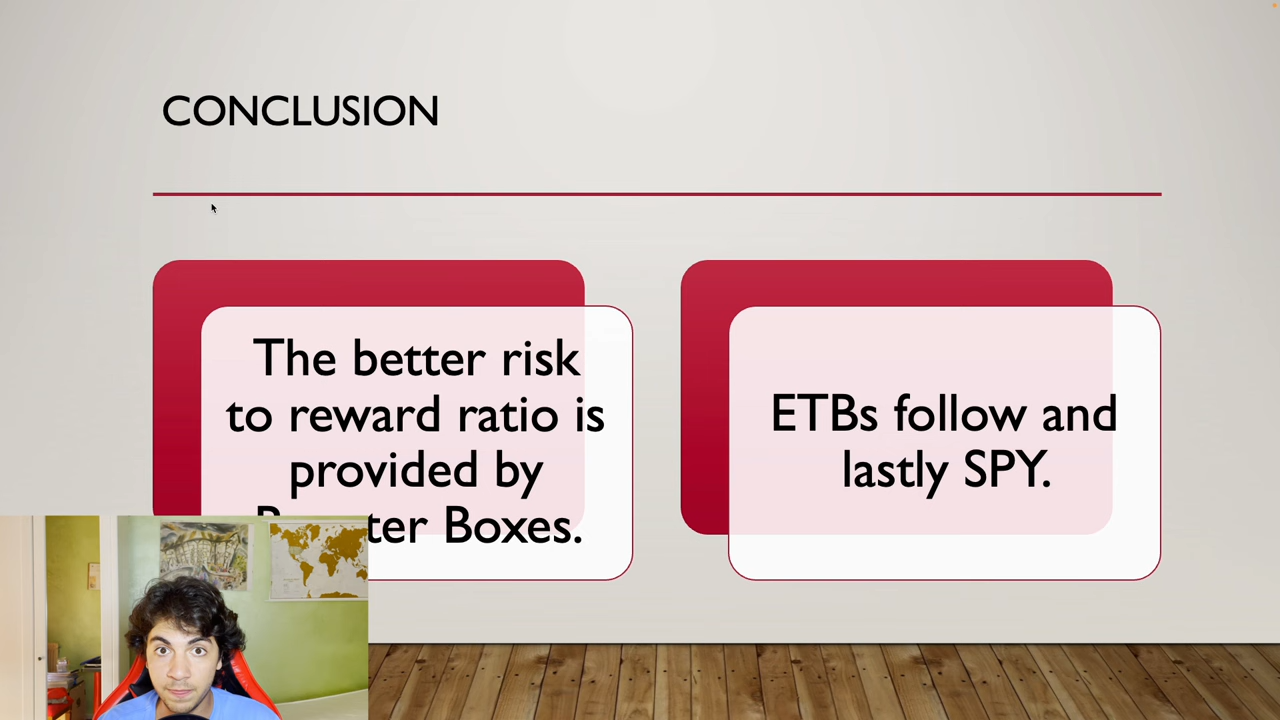 CONCLUSION
The better risk
to reward ratio is
provided by
ter Boxes.
ETBs follow and
lastly SPY.